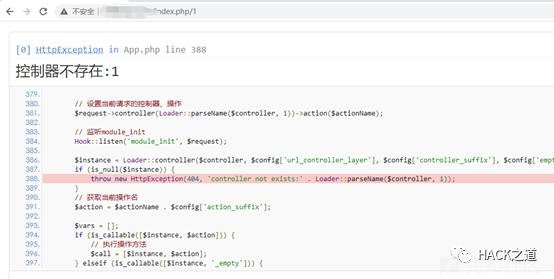 不安全
index.php/1
[0] HttpException in App.php line 388
控制器不存在:1
379.
380. // 设置当前请求的控制器、操作
381. $request->controller(Loader::parseName($controller, 1))->action($actionName);
382.
383. // 监听module_init
384. Hook::listen('module_init', $request);
385.
386. $instance = Loader::controller($controller, $config['url_controller_layer'], $config['controller_suffix'], $config['empt
387. if (is_null($instance)) {
388. throw new HttpException(404, 'controller not exists:' . Loader::parseName($controller, 1));
389. }
390. // 获取当前操作名
391. $action = $actionName . $config['action_suffix'];
392.
393. $vars = [];
394. if (is_callable([$instance, $action])) {
395. // 执行操作方法
396. $call = [$instance, $action];
397. } elseif (is_callable([$instance, '_empty'])) {
HACK之道